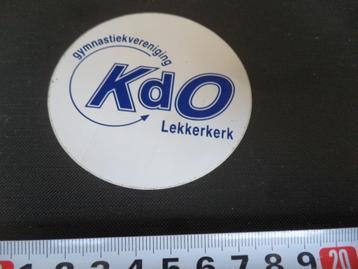 gymnastiekvereniging
KdO
Lekkerkerk
1 2 3 4 5 6 7 8 9 20